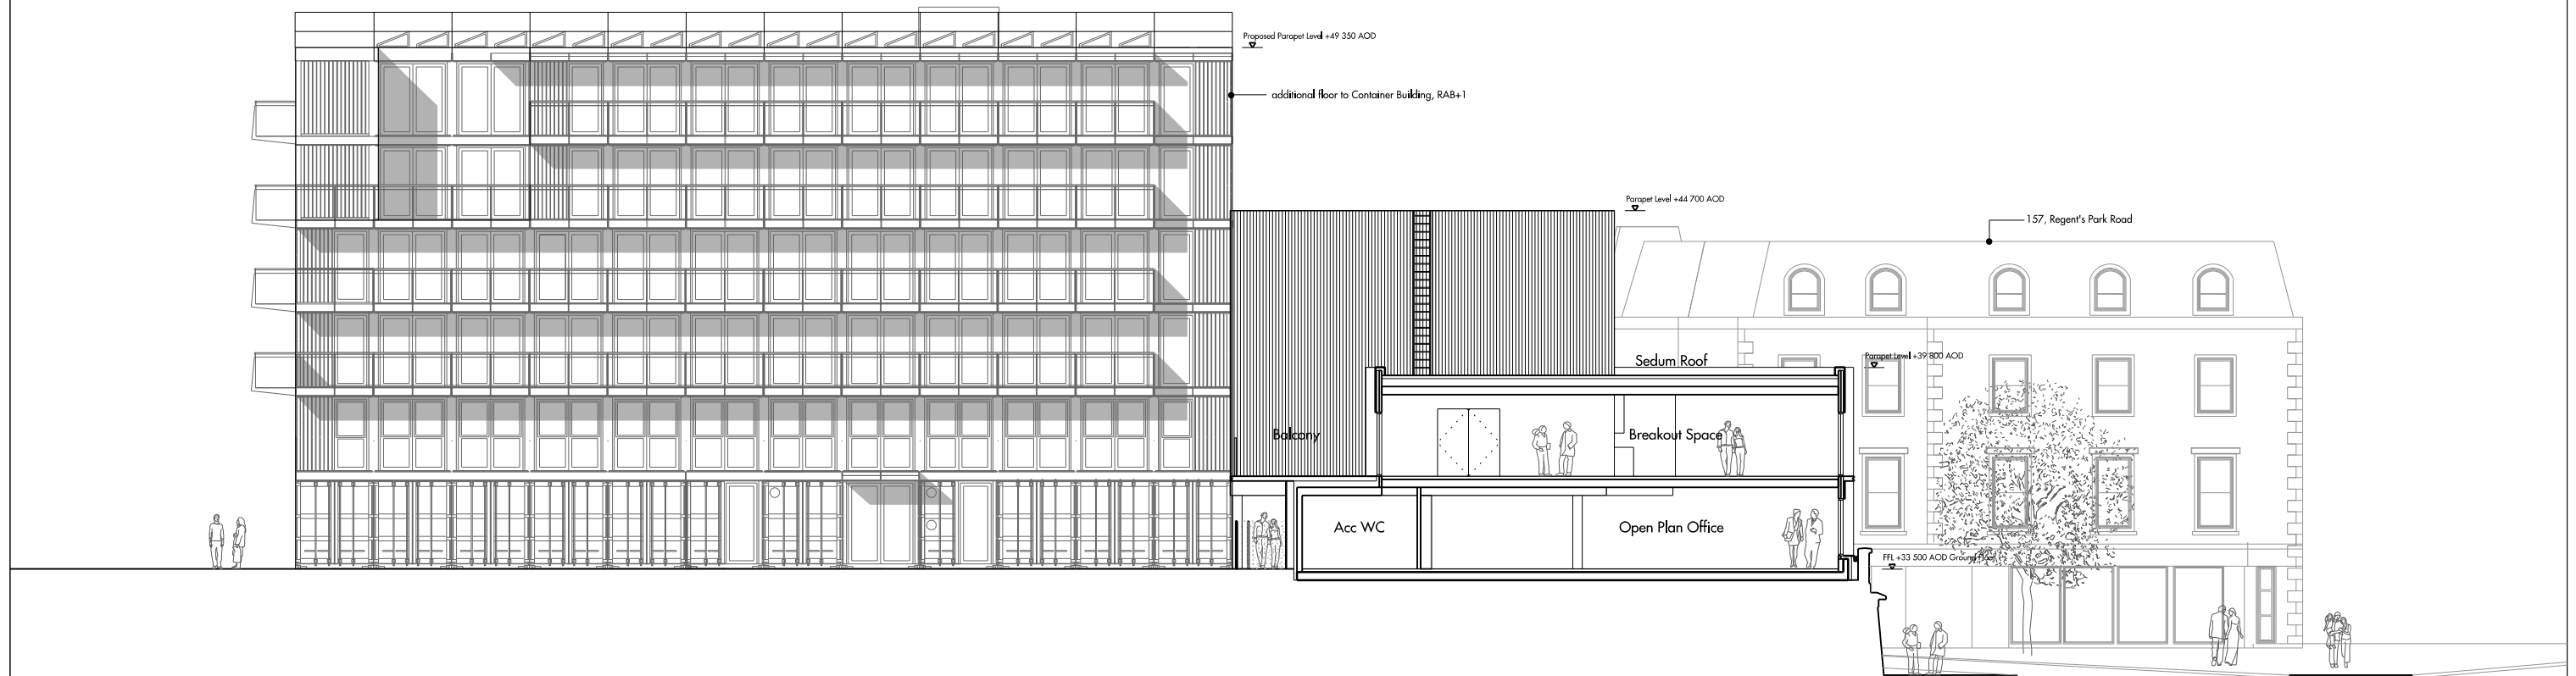 Proposed Parapet Level +49 350 AOD
additional floor to Container Building, RAB+1
Parapet Level +44 700 AOD
157, Regent's Park Road
Sedum Roof
Parapet Level +39 800 AOD
Balcony
Breakout Space
Acc WC
Open Plan Office
FFL +33 500 AOD Ground Floor